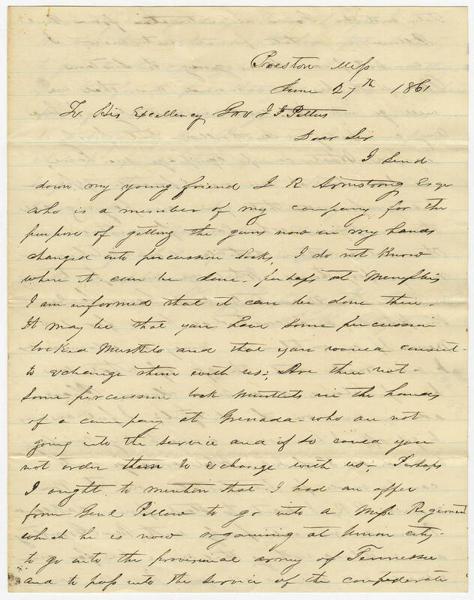 Preston Miss
June 27th 1861
To His Excellency Gov J J Pettus
Dear Sir
I Send
down my young friend J R Armstrong Esqr
who is a member of my company for the
purpose of getting the guns now in my hands
changed into percussion locks, I do not know
where it can be done. perhaps at Memphis
I am informed that it can be done there.
It may be that you have some percussion
locked Musketts and that you would consent
to exchange them with us; Are there not
some percussion lock muskets in the hands
of a company at Grenada - who are not
going into the service and if so could you
not order them to exchange with us - Perhaps
I ought to mention that I had an offer
from Genl Pillow to go into a Miss Regiment
which he is now organising at Union city
to go into the provisional army of Tennessee
and to pass into the service of the confederate